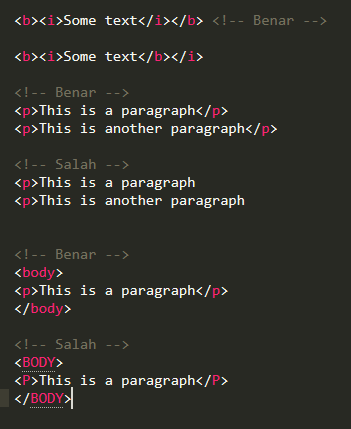 <b><i>Some text</i></b> <!-- Benar -->
<b><i>Some text</b></i>
<!-- Benar -->
<p>This is a paragraph</p>
<p>This is another paragraph</p>
<!-- Salah -->
<p>This is a paragraph
<p>This is another paragraph
<!-- Benar -->
<body>
<p>This is a paragraph</p>
</body>
<!-- Salah -->
<BODY>
<P>This is a paragraph</P>
</BODY>